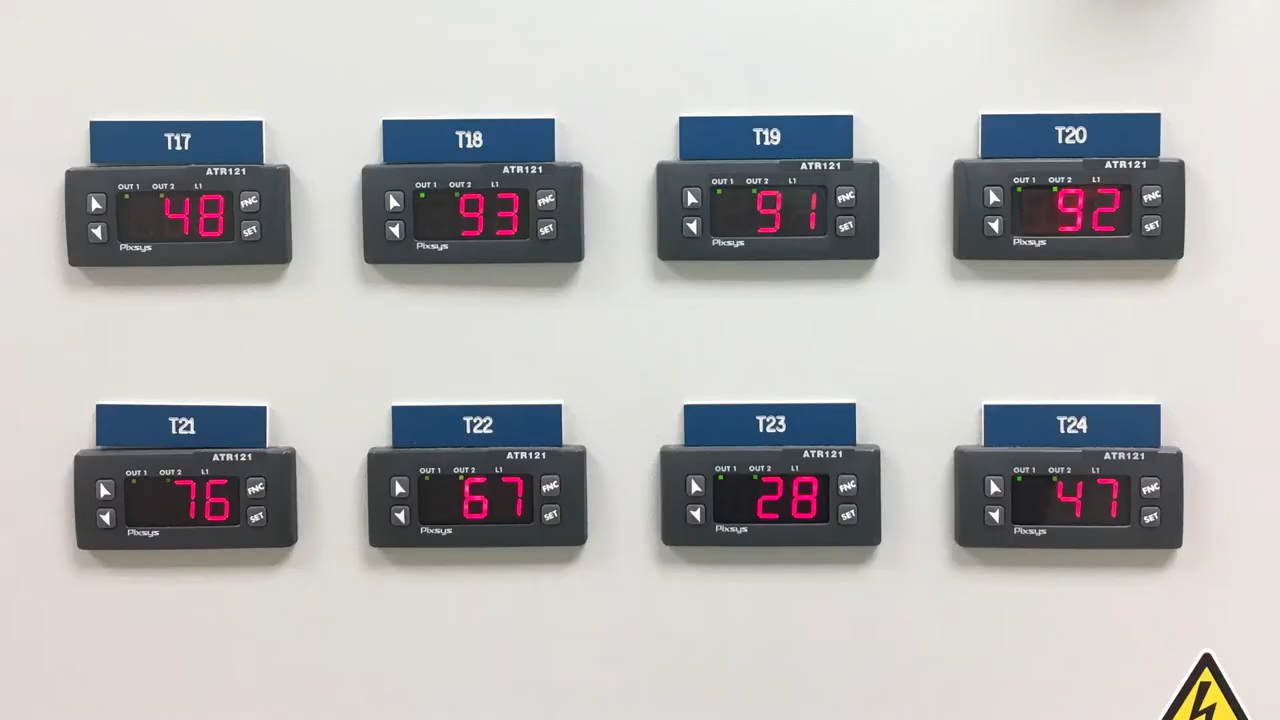 T17
T18
T19
T20
ATR121
ATR121
ATR121
ATR121
OUT 1 OUT 2 L1
OUT 1 OUT 2 L1
OUT 1 OUT 2 L1
OUT 1 OUT 2 L1
48 FNC
93 FNC
91 FNC
92 FNC
SET
SET
SET
SET
Pixsys
Pixsys
Pixsys
Pixsys
T21
T22
T23
T24
ATR121
ATR121
ATR121
ATR121
OUT 1 OUT 2 L1
OUT 1 OUT 2 L1
OUT 1 OUT 2 L1
OUT 1 OUT 2 L1
76 FNC
67 FNC
28 FNC
47 FNC
SET
SET
SET
SET
Pixsys
Pixsys
Pixsys
Pixsys